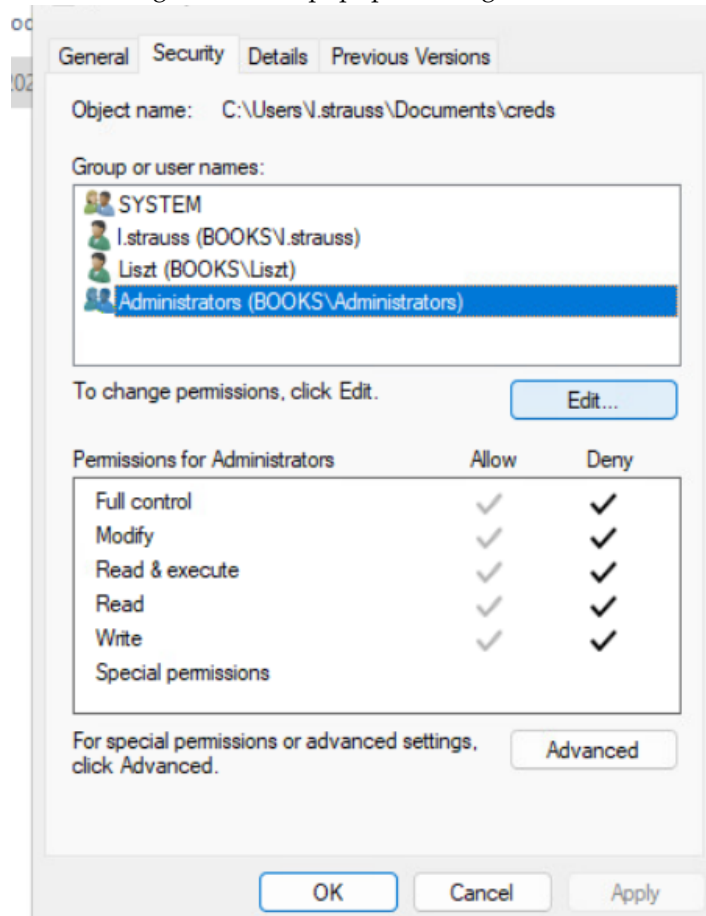 oc
02
General Security Details Previous Versions
Object name: C:\Users\l.strauss\Documents\creds
Group or user names:
SYSTEM
l.strauss (BOOKS\l.strauss)
Liszt (BOOKS\Liszt)
Administrators (BOOKS\Administrators)
To change permissions, click Edit.
Edit...
Permissions for Administrators Allow Deny
Full control
Modify
Read & execute
Read
Write
Special permissions
For special permissions or advanced settings,
click Advanced.
Advanced
OK Cancel Apply